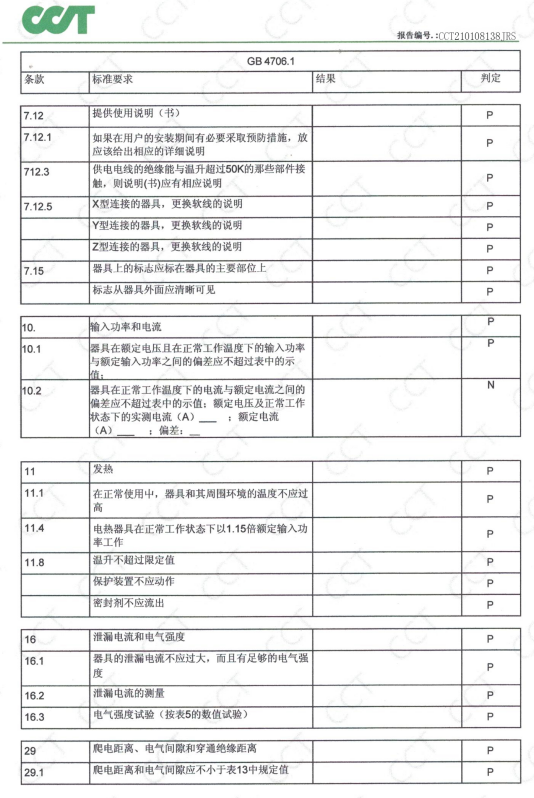 CCT
报告编号.:CCT210108138JRS
GB 4706.1
条款 标准要求 结果 判定
7.12 提供使用说明（书） P
7.12.1 如果在用户的安装期间有必要采取预防措施，放
应该给出相应的详细说明 P
712.3 供电电线的绝缘能与温升超过50K的那些部件接
触，则说明(书)应有相应说明 P
7.12.5 X型连接的器具，更换软线的说明 P
Y型连接的器具，更换软线的说明 P
Z型连接的器具，更换软线的说明 P
7.15 器具上的标志应标在器具的主要部位上 P
标志从器具外面应清晰可见 P
10. 输入功率和电流 P
10.1 器具在额定电压且在正常工作温度下的输入功率 P
与额定输入功率之间的偏差应不超过表中的示
值；
10.2 器具在正常工作温度下的电流与额定电流之间的 N
偏差应不超过表中的示值；额定电压及正常工作
状态下的实测电流（A）___ ；额定电流
（A）___ ；偏差：__
11 发热 P
11.1 在正常使用中，器具和其周围环境的温度不应过
高 P
11.4 电热器具在正常工作状态下以1.15倍额定输入功
率工作 P
11.8 温升不超过限定值 P
保护装置不应动作 P
密封剂不应流出 P
16 泄漏电流和电气强度 P
16.1 器具的泄漏电流不应过大，而且有足够的电气强
度 P
16.2 泄漏电流的测量 P
16.3 电气强度试验（按表5的数值试验） P
29 爬电距离、电气间隙和穿通绝缘距离 P
29.1 爬电距离和电气间隙应不小于表13中规定值 P